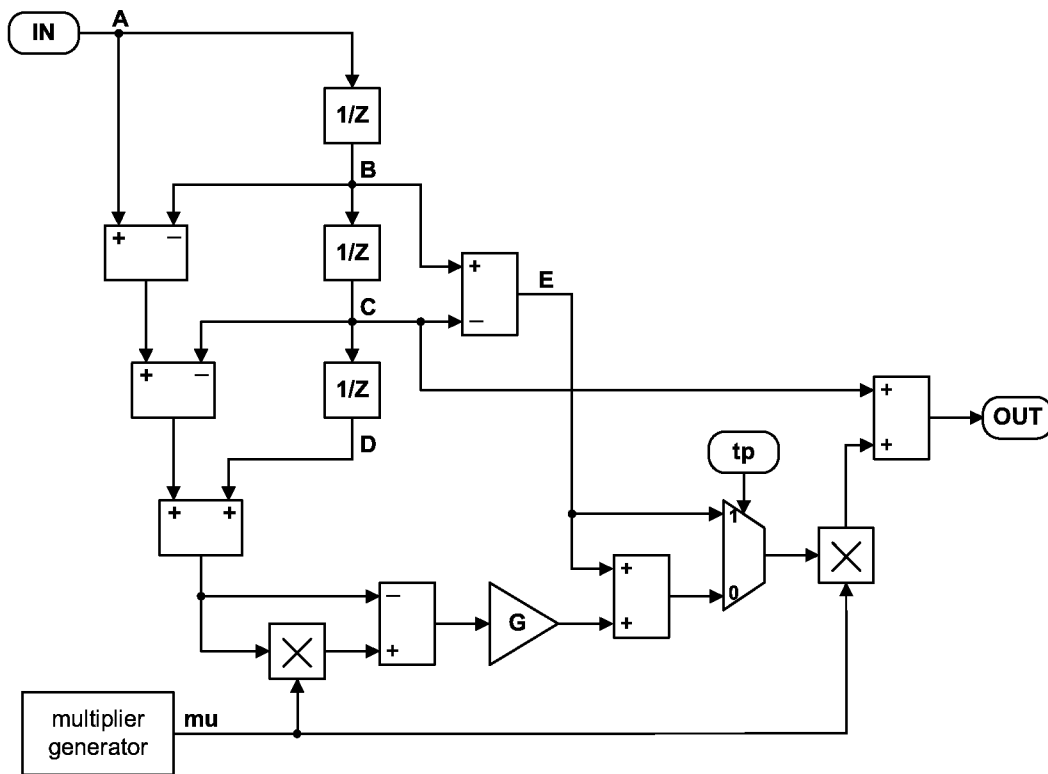 IN
A
1/Z
B
+ −
1/Z
+
E
C
−
+ −
1/Z
+
OUT
D
tp
+
+ +
1
+
−
G
0
+
+
multiplier
generator
mu